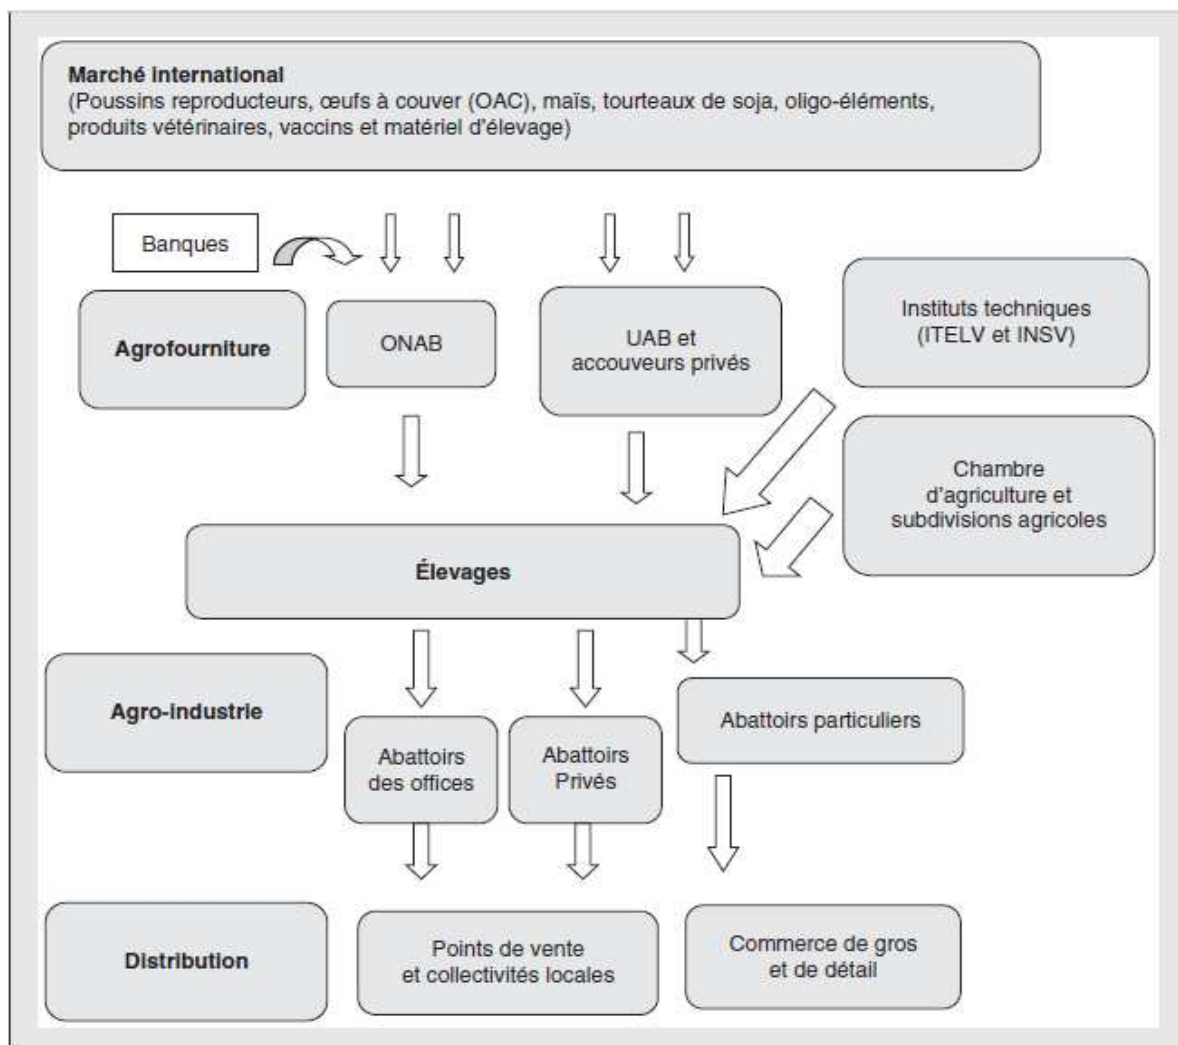 Marché international
(Poussins reproducteurs, œufs à couver (OAC), maïs, tourteaux de soja, oligo-éléments,
produits vétérinaires, vaccins et matériel d'élevage)
Banques
Agrofourniture
ONAB
UAB et
accouveurs privés
Instituts techniques
(ITELV et INSV)
Chambre
d'agriculture et
subdivisions agricoles
Élevages
Agro-industrie
Abattoirs
des offices
Abattoirs
Privés
Abattoirs particuliers
Distribution
Points de vente
et collectivités locales
Commerce de gros
et de détail